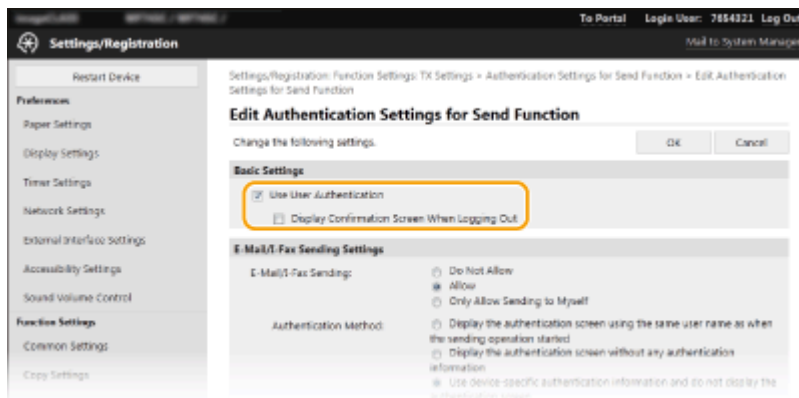 To Portal Login User: 7654321 Log Out
Settings/Registration
Mail to System Manager
Restart Device
Preferences
Paper Settings
Display Settings
Timer Settings
Network Settings
External Interface Settings
Accessibility Settings
Sound Volume Control
Function Settings
Common Settings
Copy Settings
Settings/Registration: Function Settings: TX Settings > Authentication Settings for Send Function > Edit Authentication
Settings for Send Function
Edit Authentication Settings for Send Function
Change the following settings.
OK
Cancel
Basic Settings
Use User Authentication
Display Confirmation Screen When Logging Out
E-Mail/I-Fax Sending Settings
E-Mail/I-Fax Sending:
Do Not Allow
Allow
Only Allow Sending to Myself
Authentication Method:
Display the authentication screen using the same user name as when
the sending operation started
Display the authentication screen without any authentication
information
Use device-specific authentication information and do not display the
authentication screen